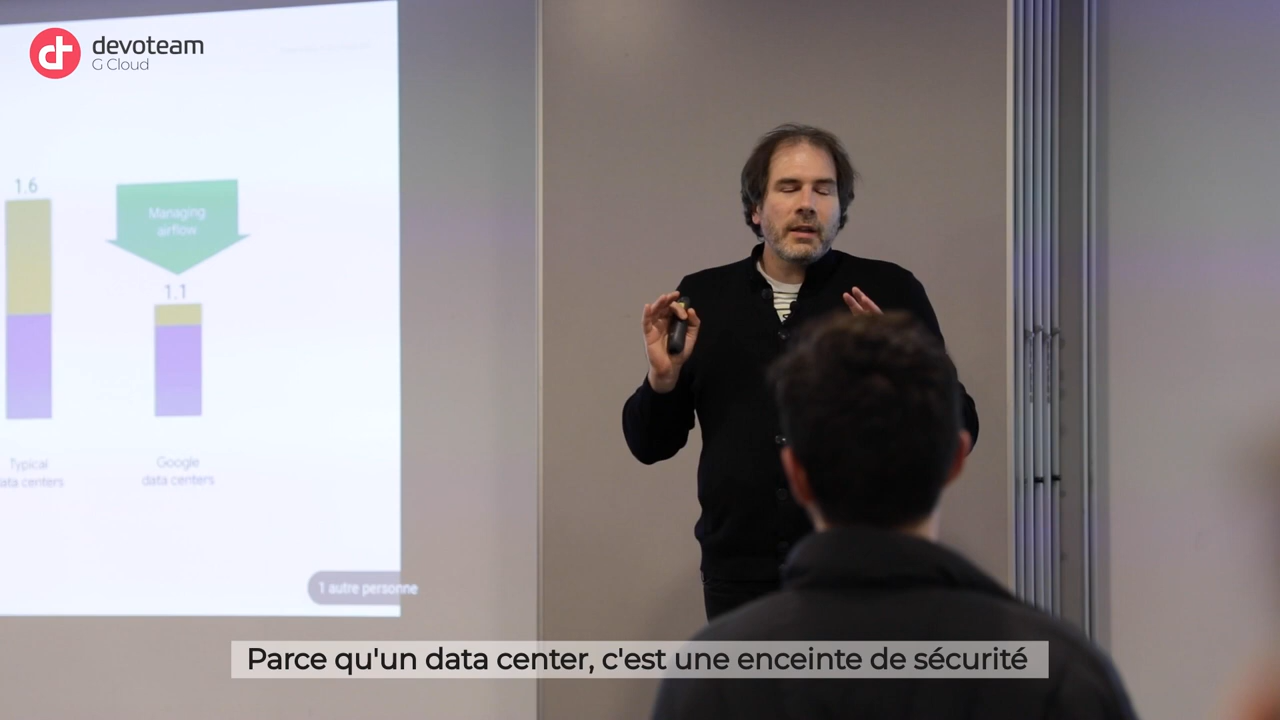 devoteam
G Cloud
1.6
Managing
airflow
1.1
Typical
ata centers
Google
data centers
1 autre personne
Parce qu'un data center, c'est une enceinte de sécurité